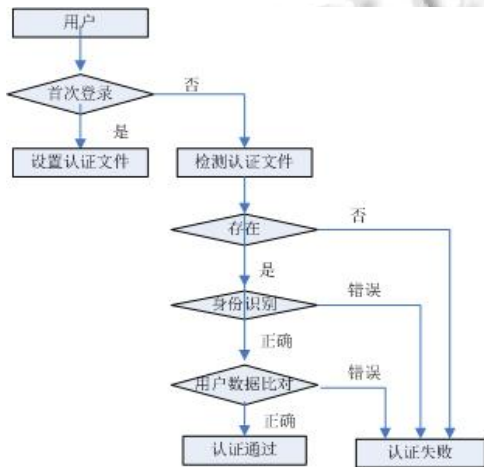 用户
首次登录
否
是
设置认证文件
检测认证文件
存在
否
是
身份识别
错误
正确
用户数据比对
错误
正确
认证通过
认证失败